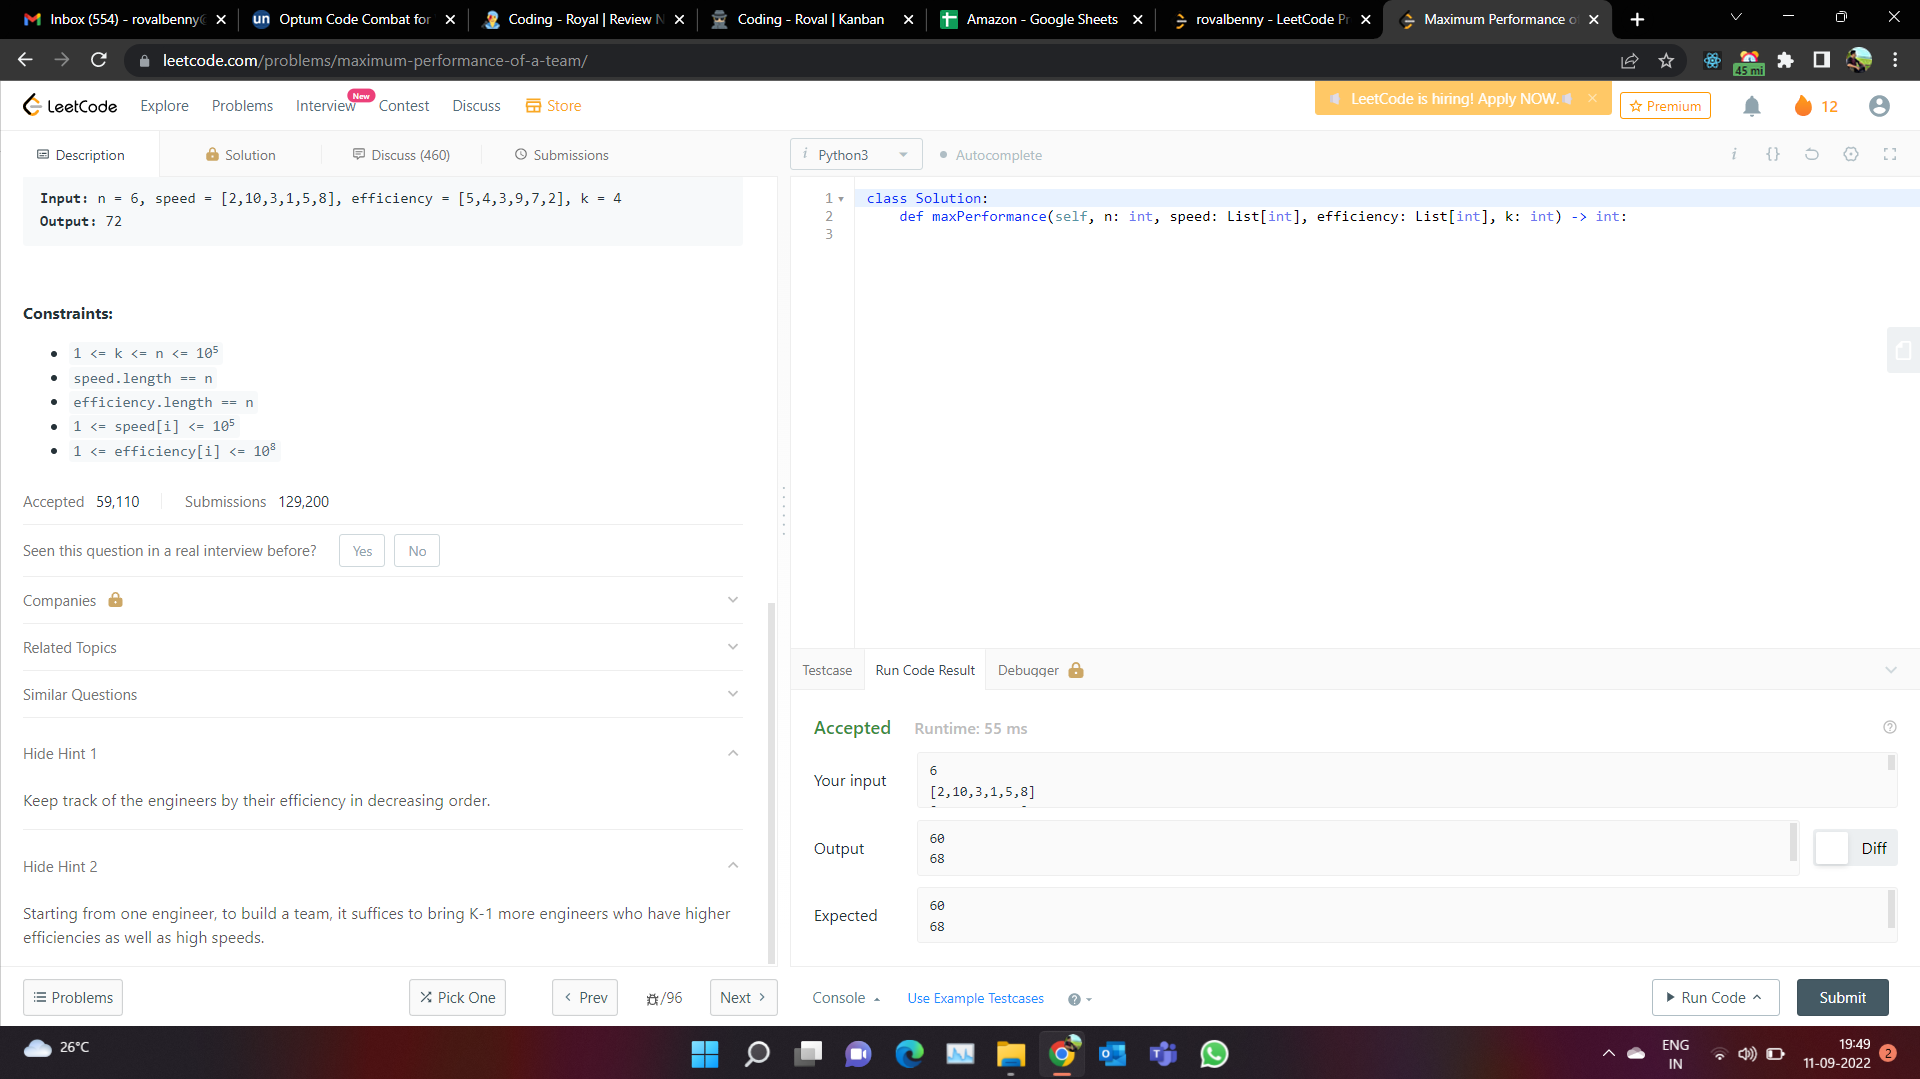 Inbox (554) - rovalbenny@
Optum Code Combat for
Coding - Royal | Review N
Coding - Roval | Kanban
Amazon - Google Sheets
rovalbenny - LeetCode Pr
Maximum Performance o
leetcode.com/problems/maximum-performance-of-a-team/
45 mi
LeetCode
Explore
Problems
Interview
New
Contest
Discuss
Store
LeetCode is hiring! Apply NOW.
Premium
12
Description
Solution
Discuss (460)
Submissions
i Python3
Autocomplete
Input: n = 6, speed = [2,10,3,1,5,8], efficiency = [5,4,3,9,7,2], k = 4
Output: 72
Constraints:
1 <= k <= n <= 10⁵
speed.length == n
efficiency.length == n
1 <= speed[i] <= 10⁵
1 <= efficiency[i] <= 10⁸
Accepted 59,110 Submissions 129,200
Seen this question in a real interview before? Yes No
Companies
Related Topics
Similar Questions
Hide Hint 1
Keep track of the engineers by their efficiency in decreasing order.
Hide Hint 2
Starting from one engineer, to build a team, it suffices to bring K-1 more engineers who have higher
efficiencies as well as high speeds.
1 class Solution:
2 def maxPerformance(self, n: int, speed: List[int], efficiency: List[int], k: int) -> int:
3
Testcase
Run Code Result
Debugger
Accepted Runtime: 55 ms
Your input
6
[2,10,3,1,5,8]
Output
60
68
Diff
Expected
60
68
Problems
Pick One
Prev
/96
Next
Console
Use Example Testcases
Run Code
Submit
26°C
ENG
IN
19:49
11-09-2022
2